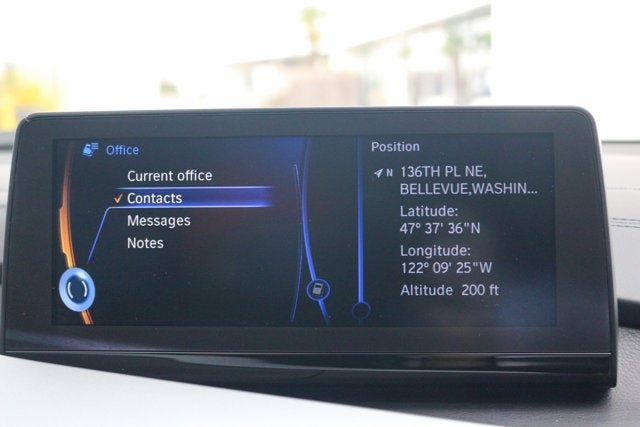 Office
Current office
Contacts
Messages
Notes
Position
N 136TH PL NE,
BELLEVUE,WASHIN...
Latitude:
47° 37' 36"N
Longitude:
122° 09' 25"W
Altitude 200 ft